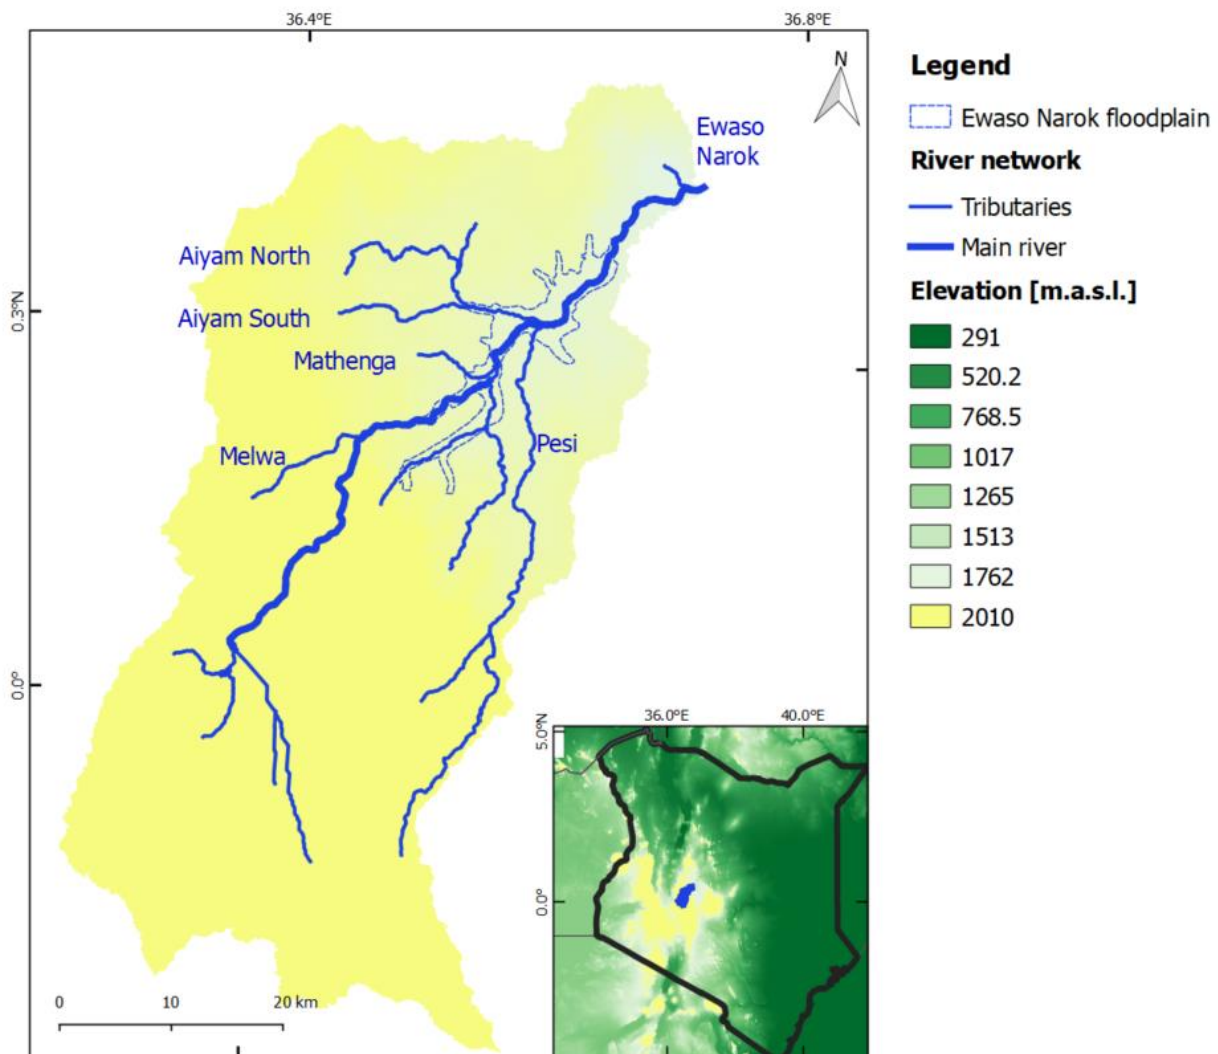 36.4°E
36.8°E
N
Ewaso
Narok
Aiyam North
0.3°N
Aiyam South
Mathenga
Melwa
Pesi
0.0°
0
10
20 km
36.0°E
40.0°E
5.0°N
0.0°
Legend
Ewaso Narok floodplain
River network
Tributaries
Main river
Elevation [m.a.s.l.]
291
520.2
768.5
1017
1265
1513
1762
2010